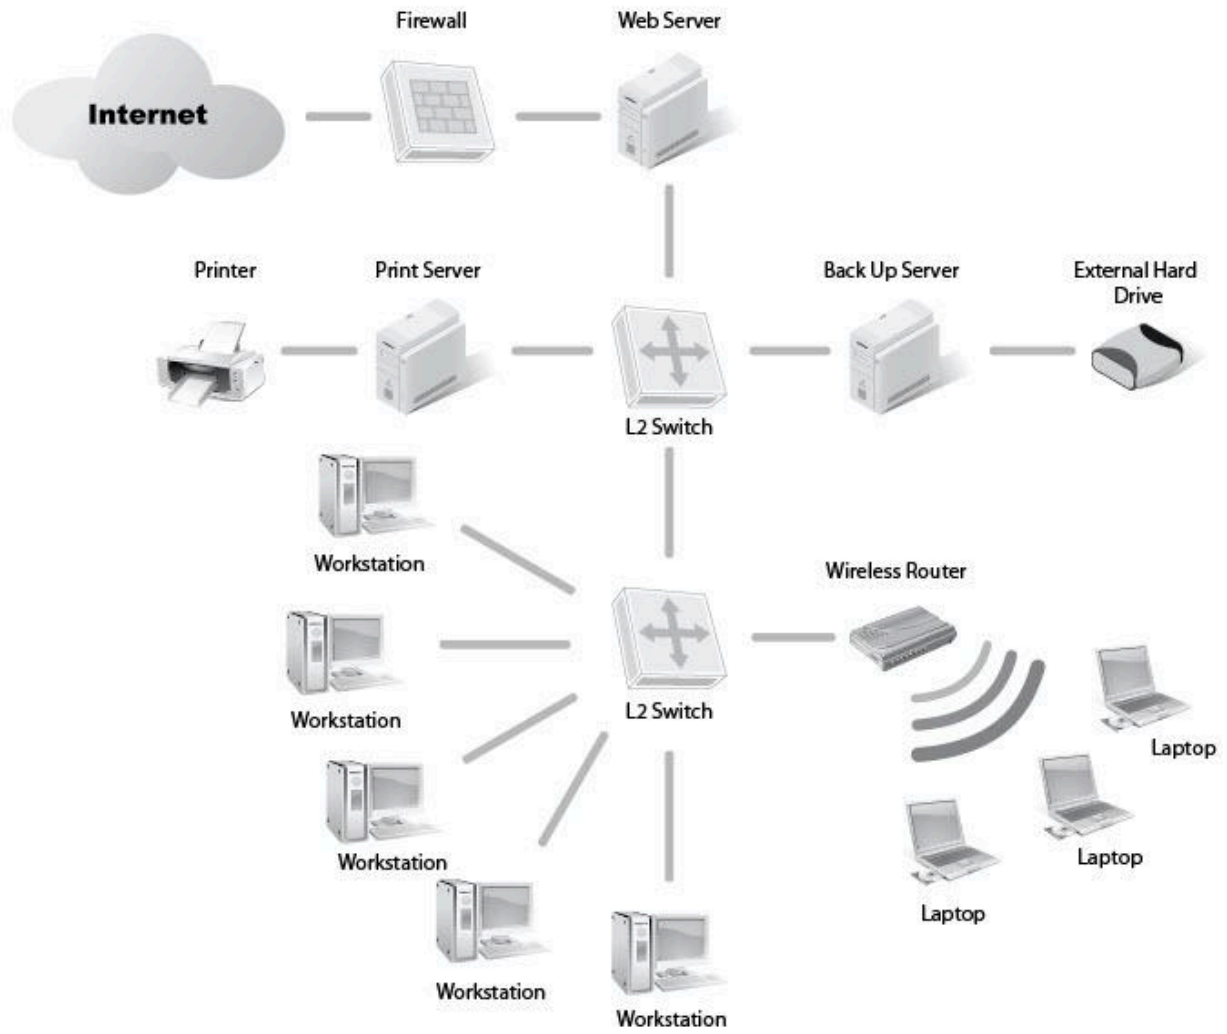 Firewall
Web Server
Internet
Printer
Print Server
Back Up Server
External Hard
Drive
L2 Switch
Workstation
Wireless Router
Workstation
L2 Switch
Laptop
Workstation
Laptop
Laptop
Workstation
Workstation